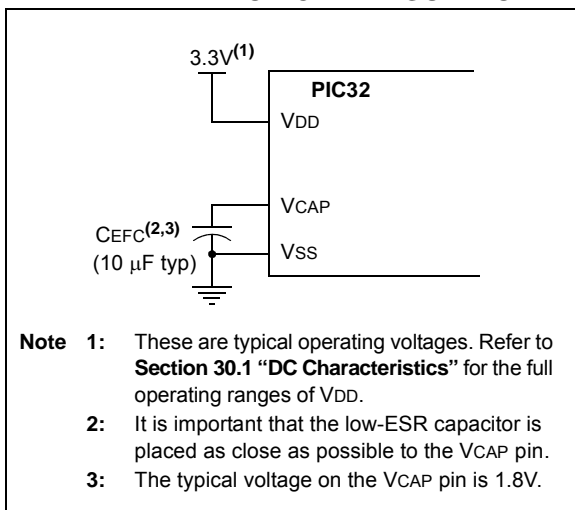 3.3V(1)
PIC32
VDD
VCAP
CEFC(2,3)
(10 μF typ)
VSS
Note 1: These are typical operating voltages. Refer to
Section 30.1 “DC Characteristics” for the full
operating ranges of VDD.
2: It is important that the low-ESR capacitor is
placed as close as possible to the VCAP pin.
3: The typical voltage on the VCAP pin is 1.8V.